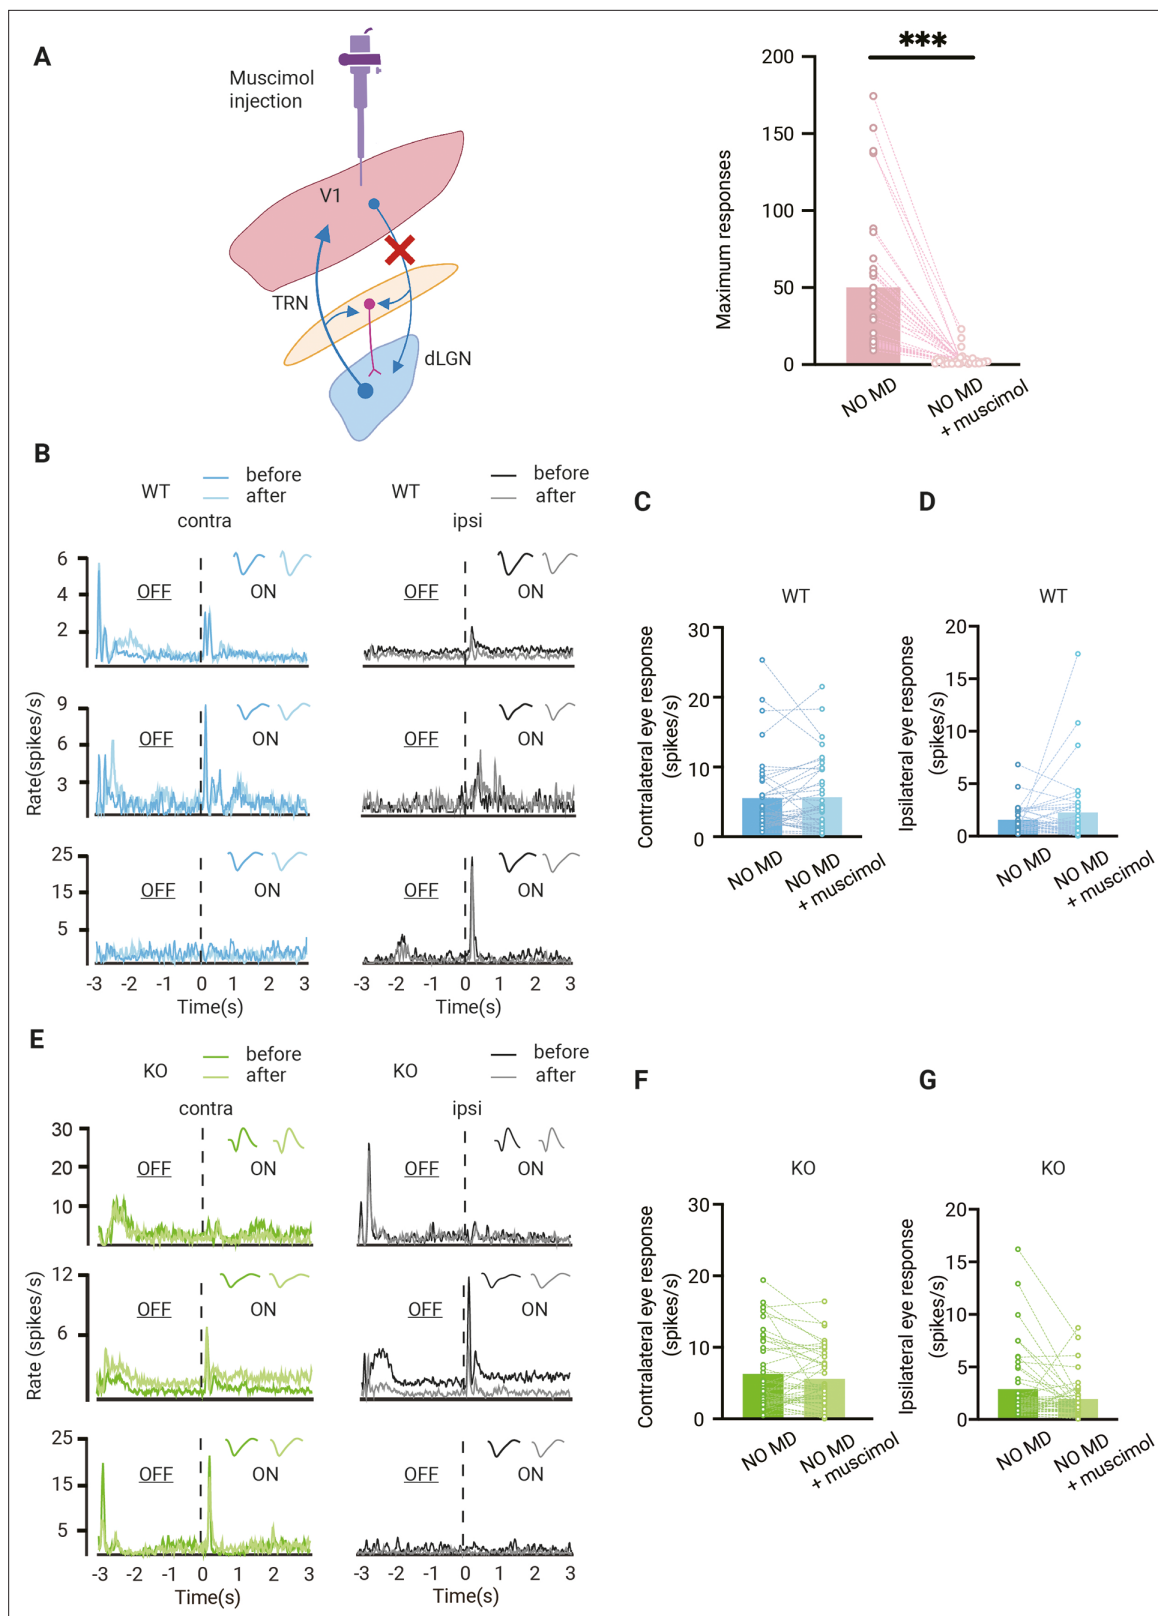 A
Muscimol
injection
V1
TRN
dLGN
***
Maximum responses
200
150
100
50
0
NO MD
NO MD
+ muscimol
B
WT
before
after
contra
WT
before
after
ipsi
Rate(spikes/s)
6
4
2
OFF
ON
OFF
ON
9
6
3
OFF
ON
OFF
ON
25
15
5
OFF
ON
OFF
ON
-3 -2 -1 0 1 2 3
Time(s)
-3 -2 -1 0 1 2 3
Time(s)
C
WT
Contralateral eye response
(spikes/s)
30
20
10
0
NO MD
NO MD
+ muscimol
D
WT
Ipsilateral eye response
(spikes/s)
20
15
10
5
0
NO MD
NO MD
+ muscimol
E
KO
before
after
contra
KO
before
after
ipsi
Rate (spikes/s)
30
20
10
OFF
ON
OFF
ON
12
6
OFF
ON
OFF
ON
25
15
5
OFF
ON
OFF
ON
-3 -2 -1 0 1 2 3
Time(s)
-3 -2 -1 0 1 2 3
Time(s)
F
KO
Contralateral eye response
(spikes/s)
30
20
10
0
NO MD
NO MD
+ muscimol
G
KO
Ipsilateral eye response
(spikes/s)
20
15
10
5
0
NO MD
NO MD
+ muscimol